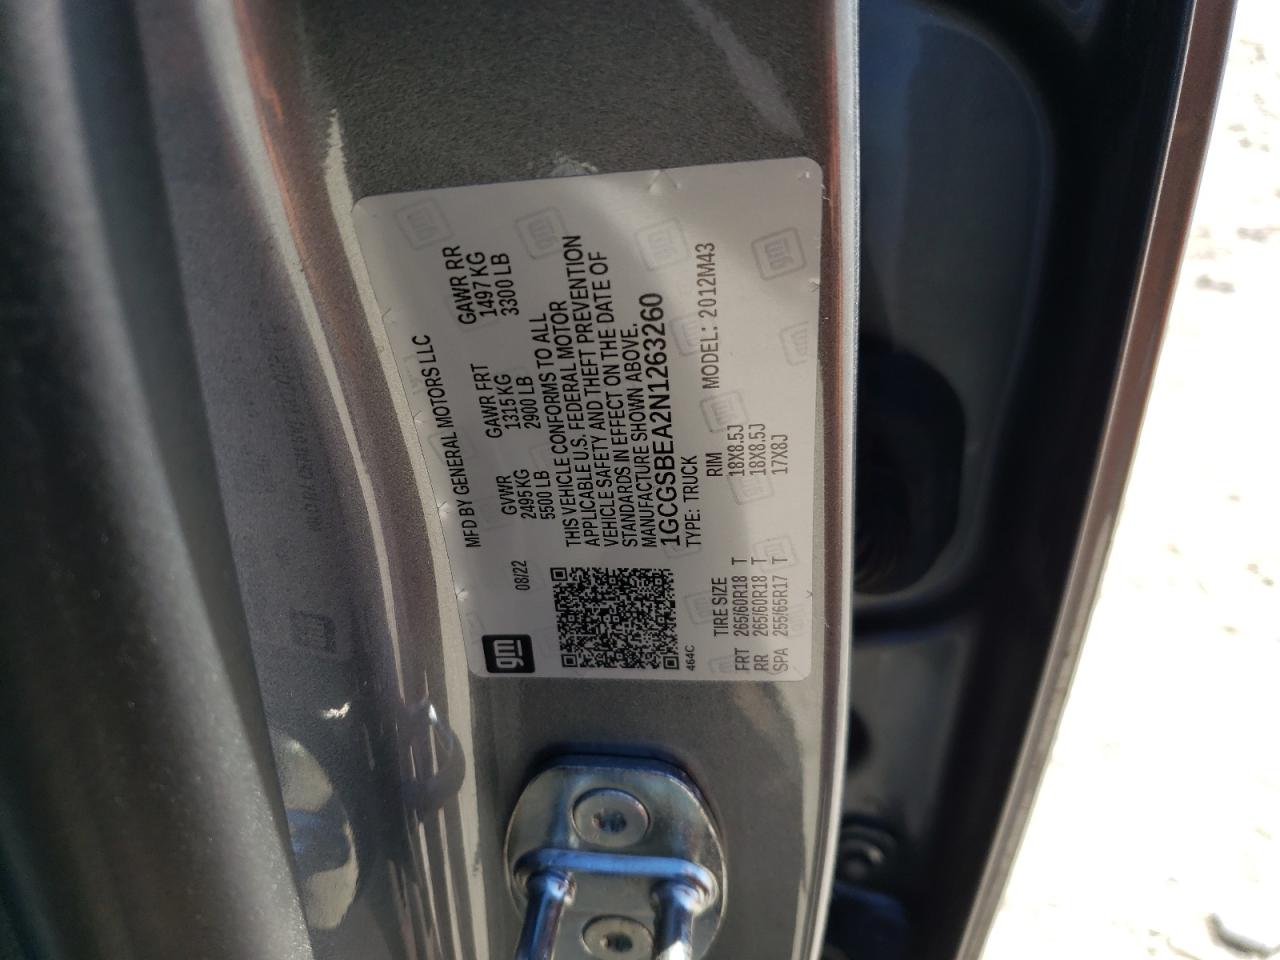 MFD BY GENERAL MOTORS LLC
08/22 GVWR GAWR FRT GAWR RR
2495 KG 1315 KG 1497 KG
5500 LB 2900 LB 3300 LB
THIS VEHICLE CONFORMS TO ALL
APPLICABLE U.S. FEDERAL MOTOR
VEHICLE SAFETY AND THEFT PREVENTION
STANDARDS IN EFFECT ON THE DATE OF
MANUFACTURE SHOWN ABOVE.
1GCGSBEA2N1263260
TYPE: TRUCK MODEL: 2012M43
464C
TIRE SIZE RIM
FRT 265/60R18 T 18X8.5J
RR 265/60R18 T 18X8.5J
SPA 255/65R17 T 17X8J
gm